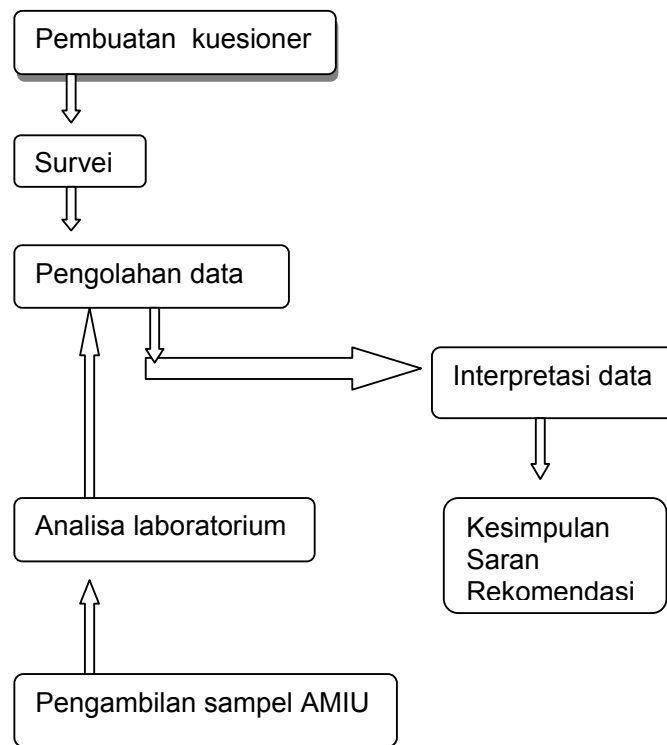 Pembuatan kuesioner
Survei
Pengolahan data
Interpretasi data
Analisa laboratorium
Kesimpulan
Saran
Rekomendasi
Pengambilan sampel AMIU